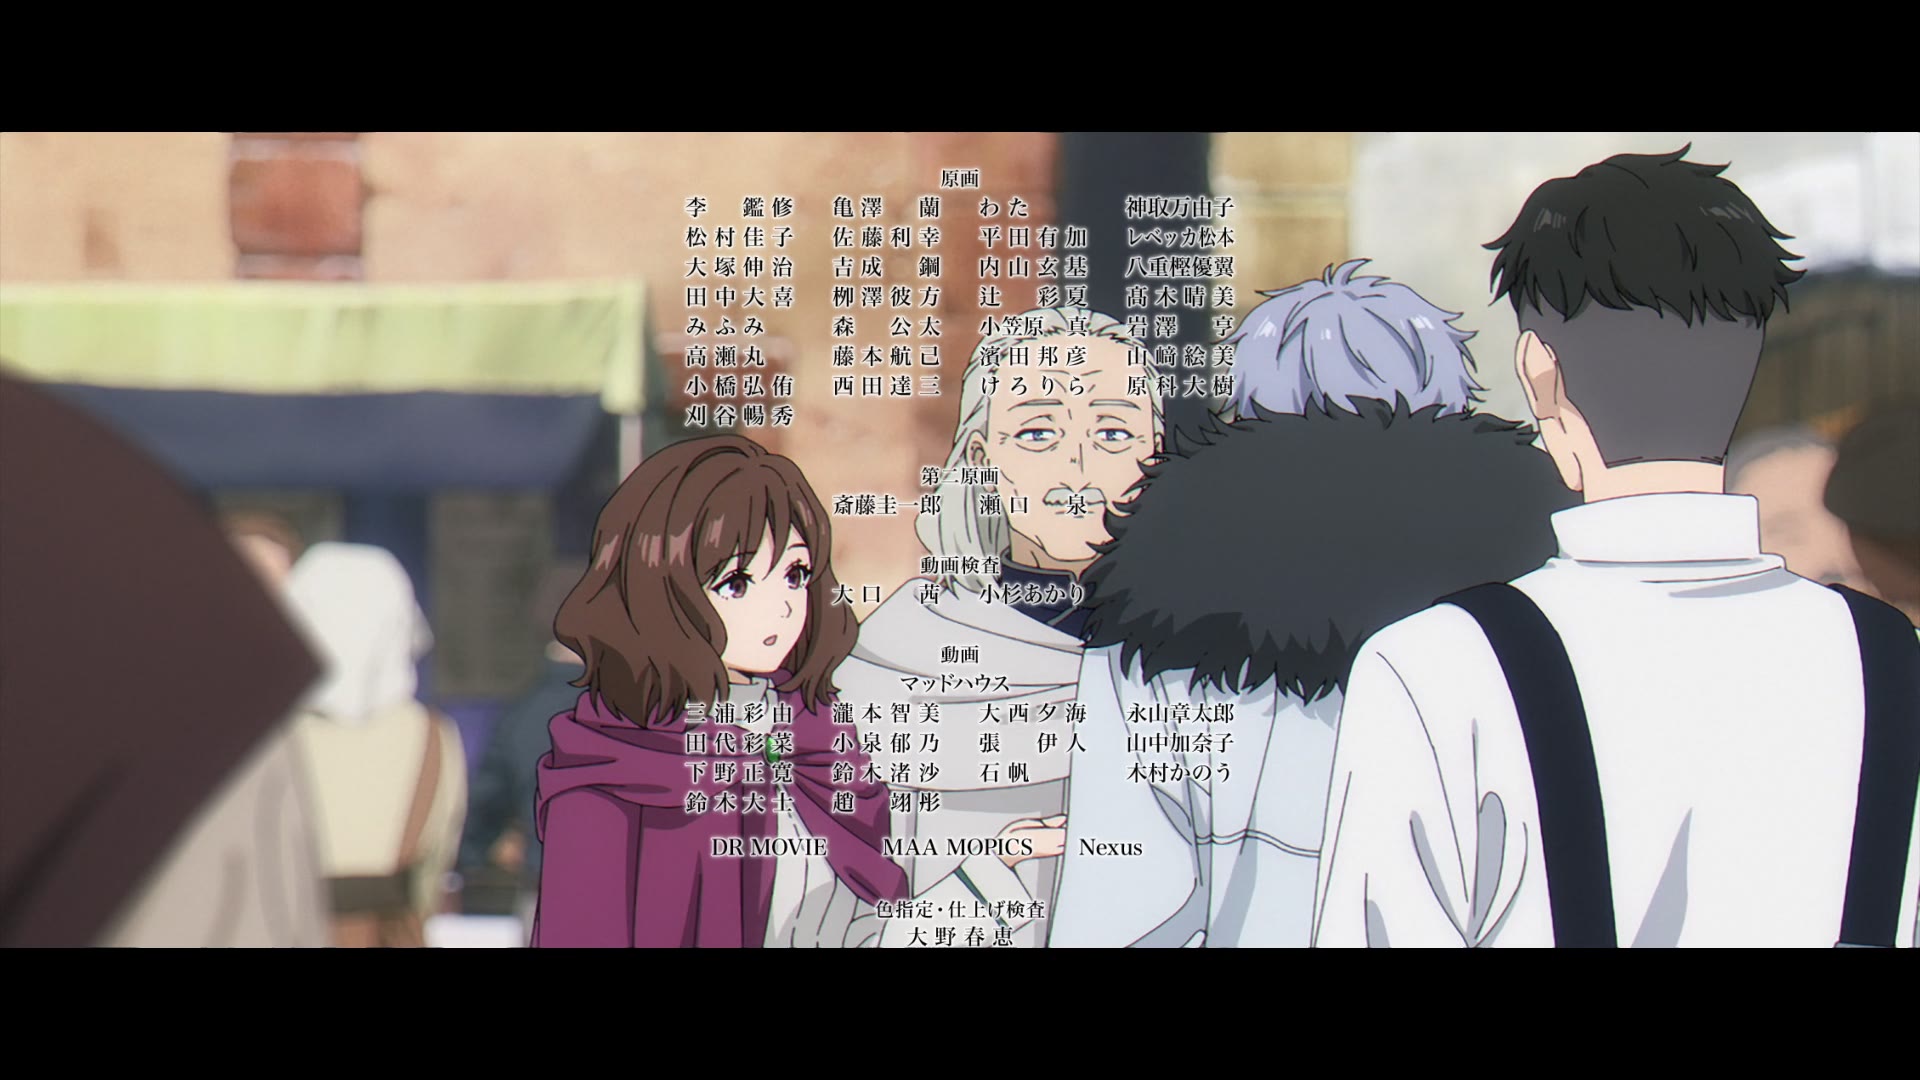 原画
李 鑑修 亀澤 蘭 わた 神取万由子
松村佳子 佐藤利幸 平田有加 レベッカ松本
大塚伸治 吉成 鋼 内山玄基 八重樫優翼
田中大喜 栁澤彼方 辻 彩夏 髙木晴美
みふみ 森 公太 小笠原 真 岩澤 亨
高瀬丸 藤本航己 濱田邦彦 山﨑絵美
小橋弘侑 西田達三 けろりら 原科大樹
刈谷暢秀
第二原画
斎藤圭一郎 瀬口 泉
動画検査
大口 茜 小杉あかり
動画
マッドハウス
三浦彩由 瀧本智美 大西夕海 永山章太郎
田代彩菜 小泉郁乃 張 伊人 山中加奈子
下野正寛 鈴木渚沙 石帆 木村かのう
鈴木大士 趙 翊彤
DR MOVIE MAA MOPICS Nexus
色指定・仕上げ検査
大野春恵